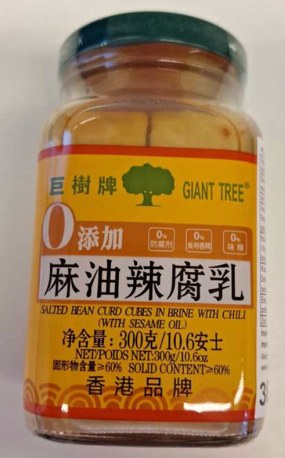 巨樹牌 GIANT TREE®
0添加
0% 防腐剂
0% 食用香精
0% 味精
麻油辣腐乳
SALTED BEAN CURD CUBES IN BRINE WITH CHILI
(WITH SESAME OIL)
净含量：300克/10.6安士
NET/POIDS NET:300g/10.6oz
固形物含量≥60% SOLID CONTENT≥60%
香港品牌